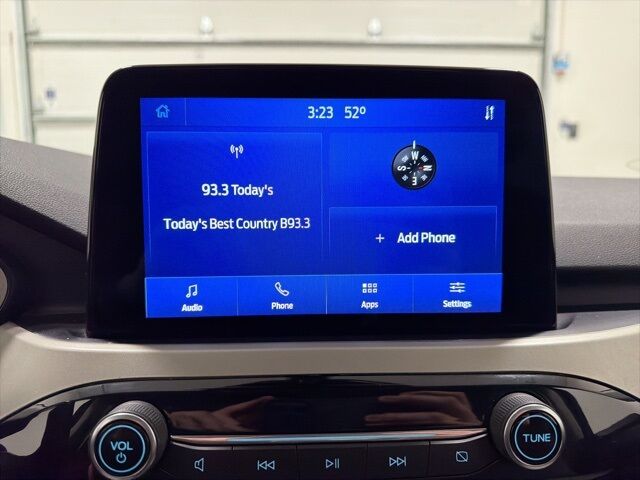 3:23 52°
93.3 Today's
Today's Best Country B93.3
W
S N
E
+ Add Phone
Audio Phone Apps Settings
VOL
TUNE